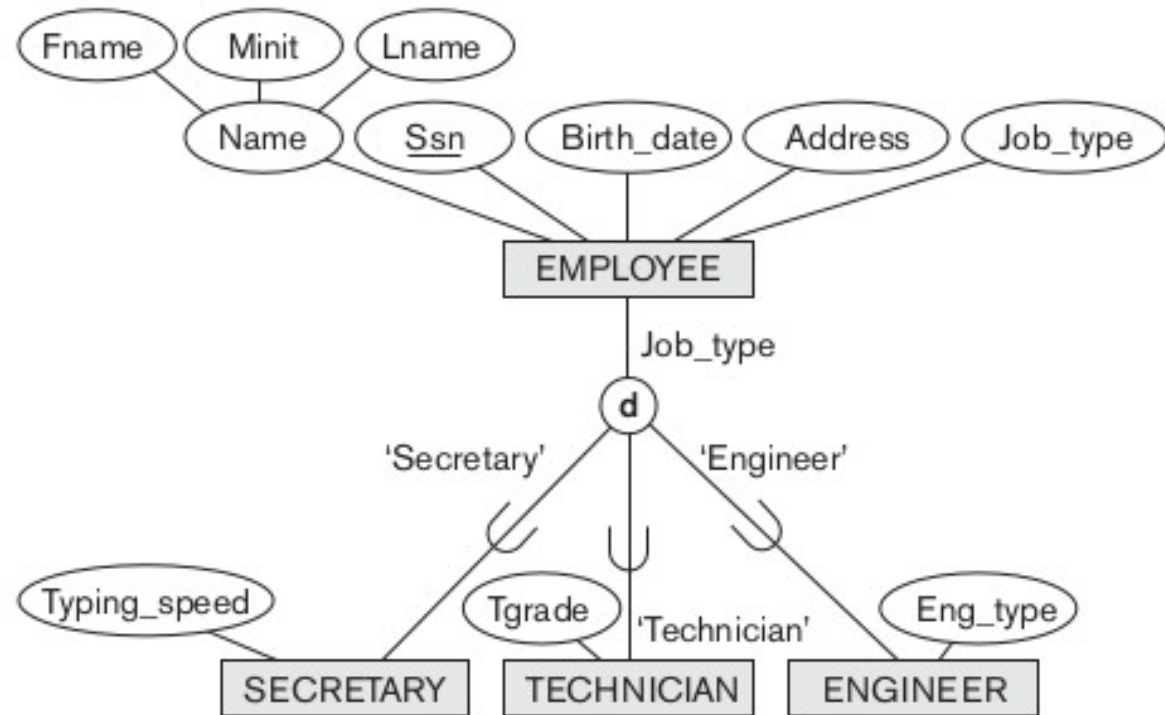 Fname Minit Lname
Name Ssn Birth_date Address Job_type
EMPLOYEE
Job_type
d
‘Secretary’ ‘Engineer’
Typing_speed Tgrade Eng_type
‘Technician’
SECRETARY TECHNICIAN ENGINEER